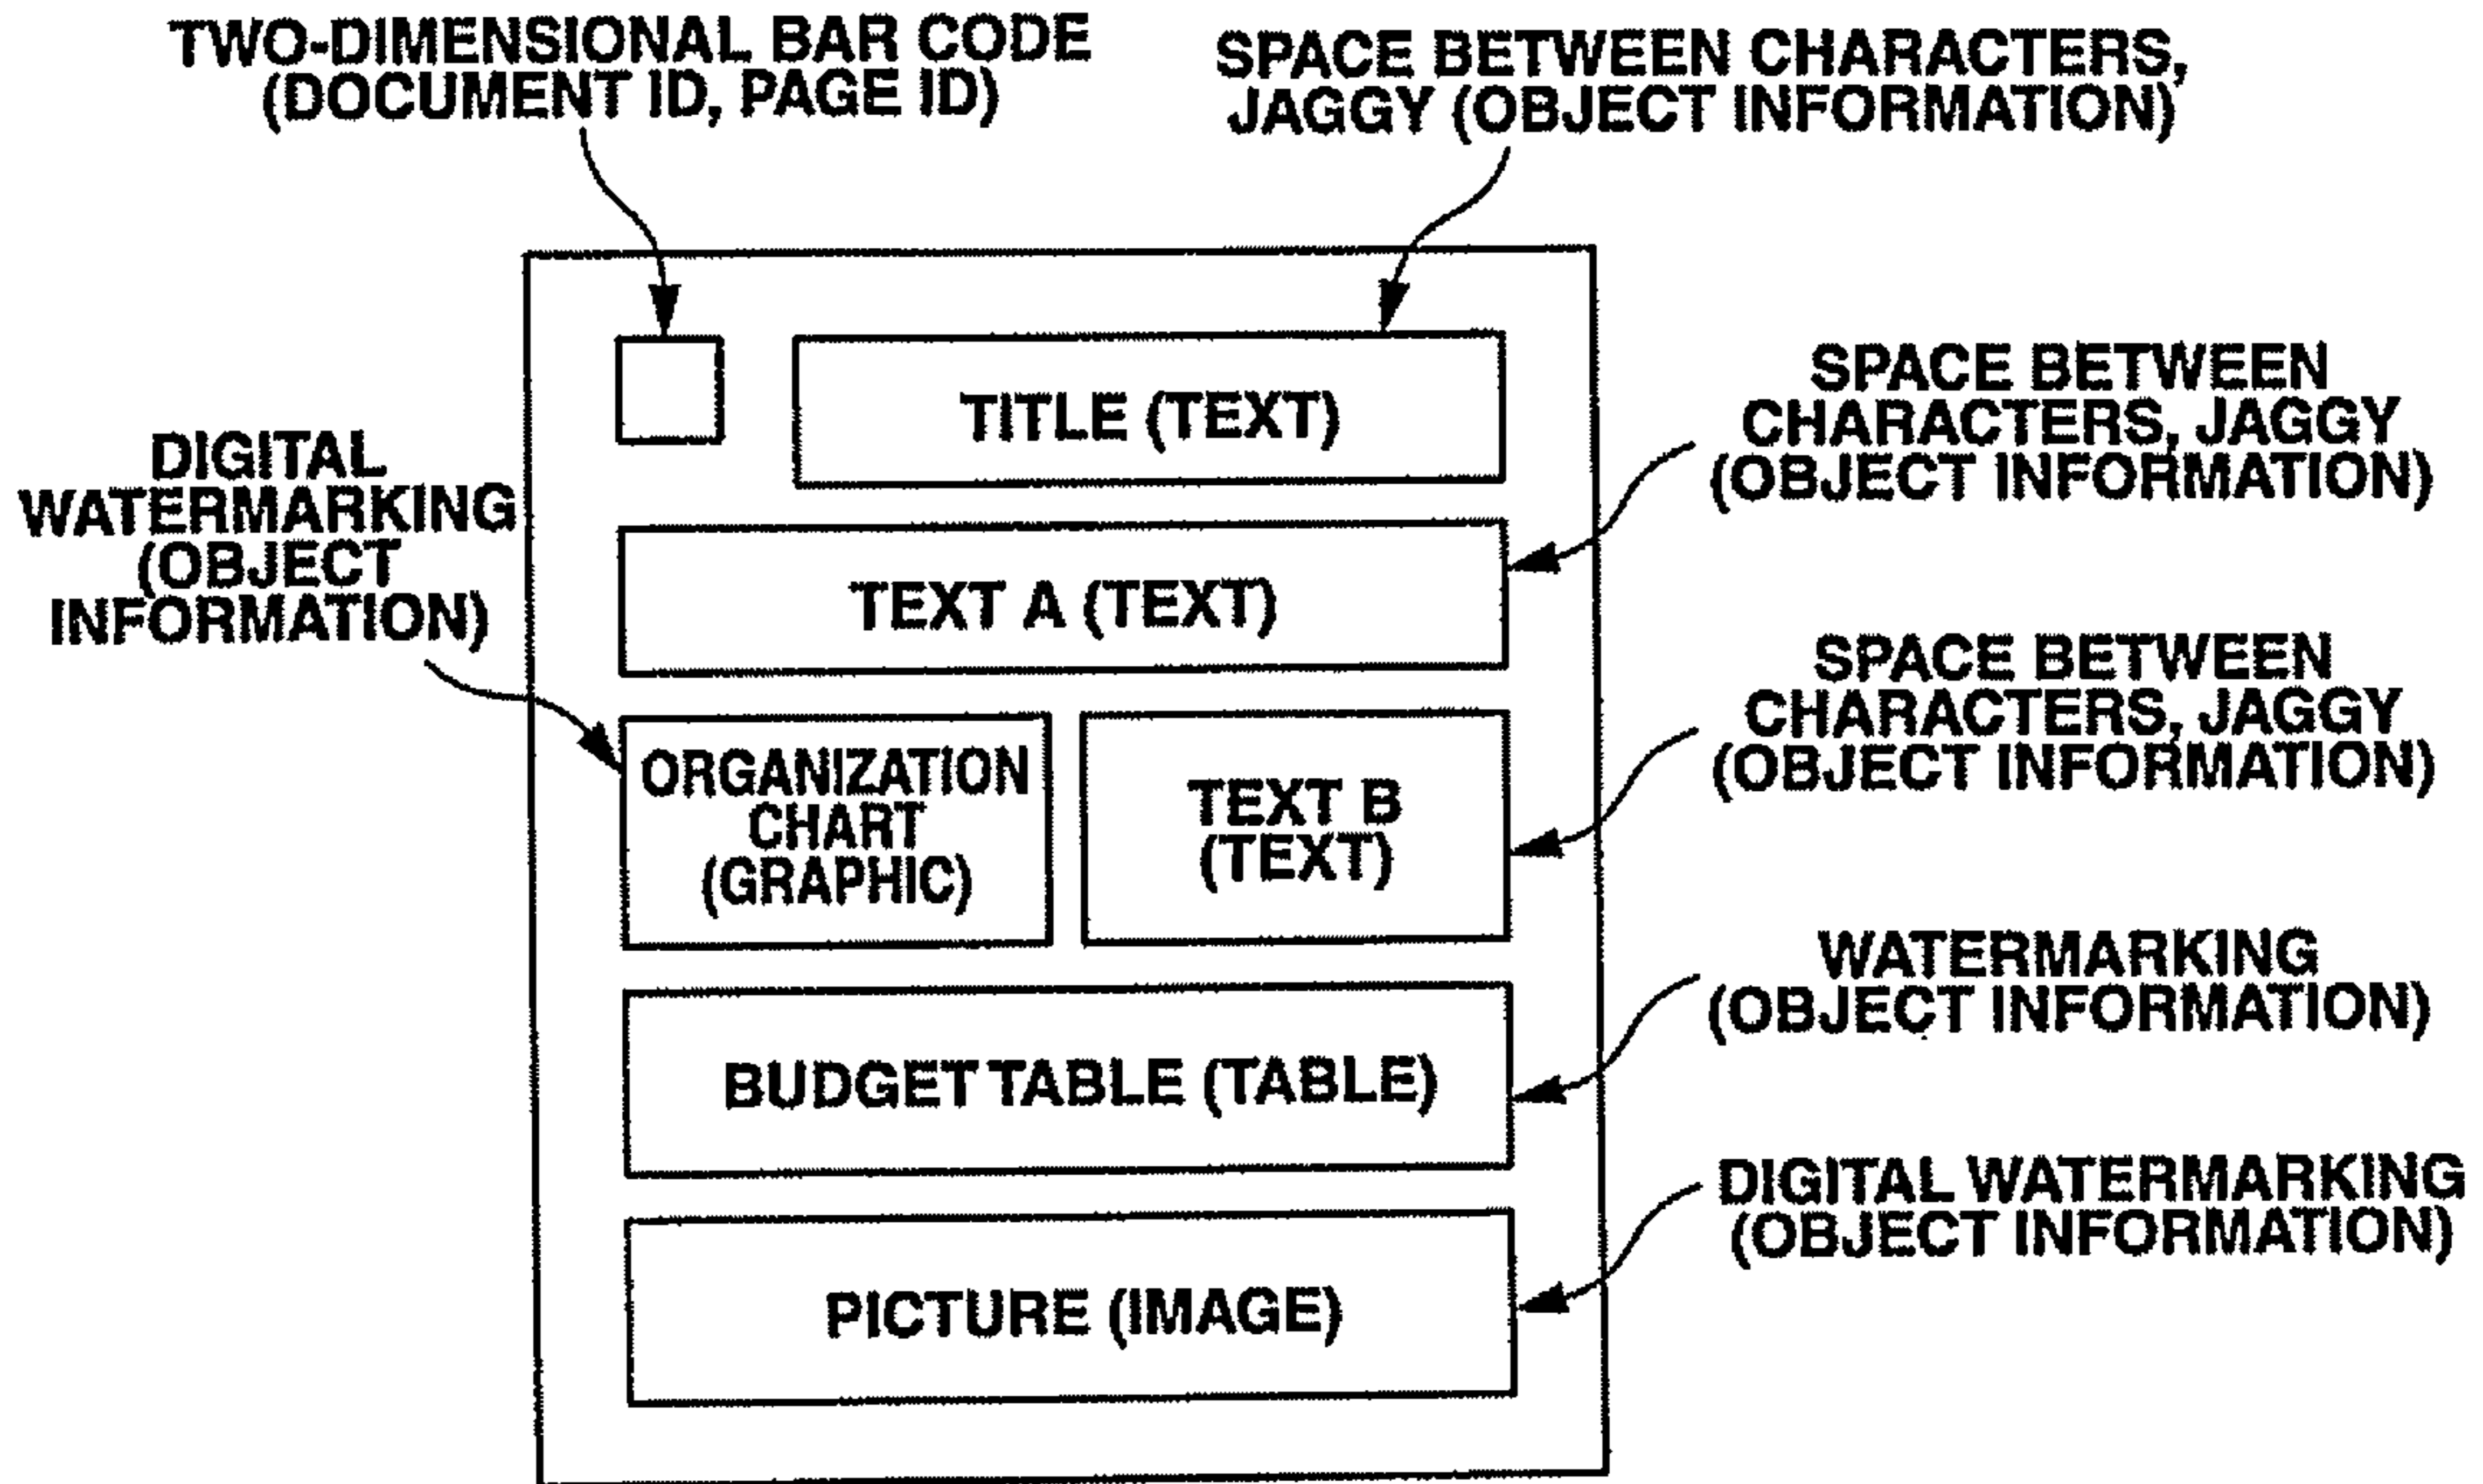 TWO-DIMENSIONAL BAR CODE
(DOCUMENT ID, PAGE ID)
SPACE BETWEEN CHARACTERS,
JAGGY (OBJECT INFORMATION)
TITLE (TEXT)
SPACE BETWEEN
CHARACTERS, JAGGY
(OBJECT INFORMATION)
DIGITAL
WATERMARKING
(OBJECT
INFORMATION)
TEXT A (TEXT)
SPACE BETWEEN
CHARACTERS, JAGGY
(OBJECT INFORMATION)
ORGANIZATION
CHART
(GRAPHIC)
TEXT B
(TEXT)
WATERMARKING
(OBJECT INFORMATION)
BUDGET TABLE (TABLE)
DIGITAL WATERMARKING
(OBJECT INFORMATION)
PICTURE (IMAGE)